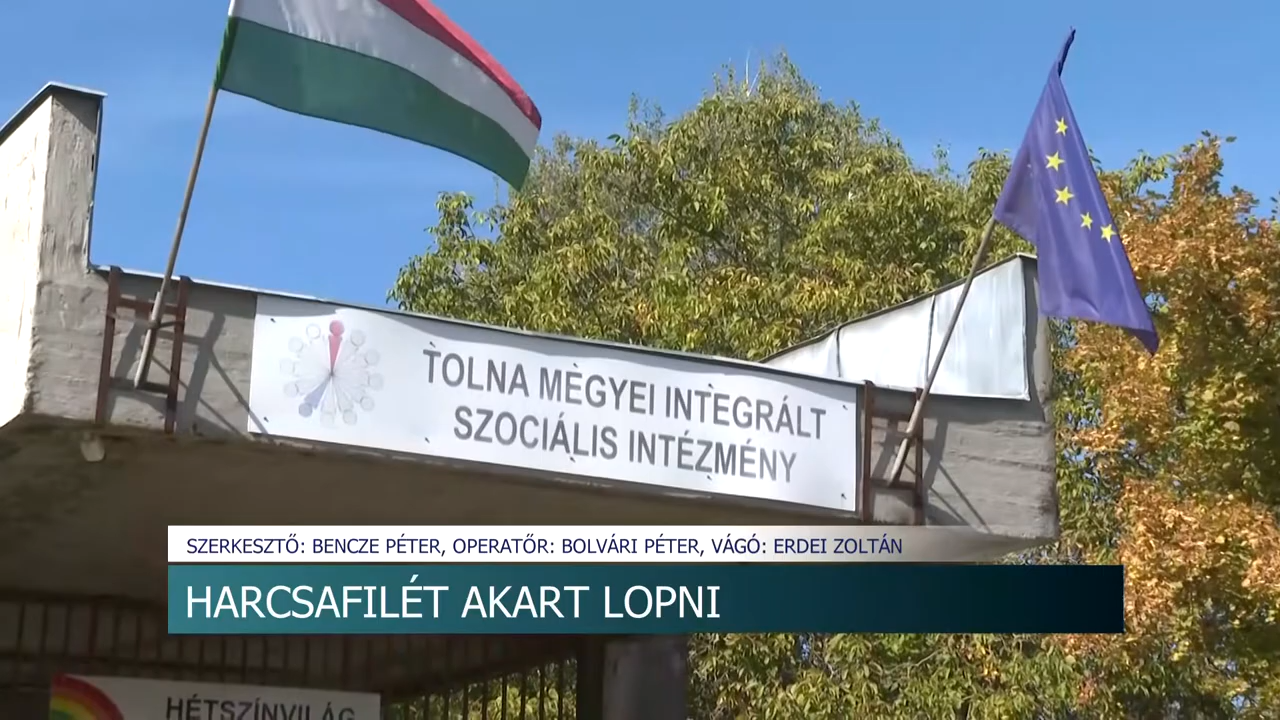 TOLNA MEGYEI INTEGRÁLT
SZOCIÁLIS INTÉZMÉNY
SZERKESZTŐ: BENCZE PÉTER, OPERATŐR: BOLVÁRI PÉTER, VÁGÓ: ERDEI ZOLTÁN
HARCSAFILÉT AKART LOPNI
HÉTSZÍNVILÁG